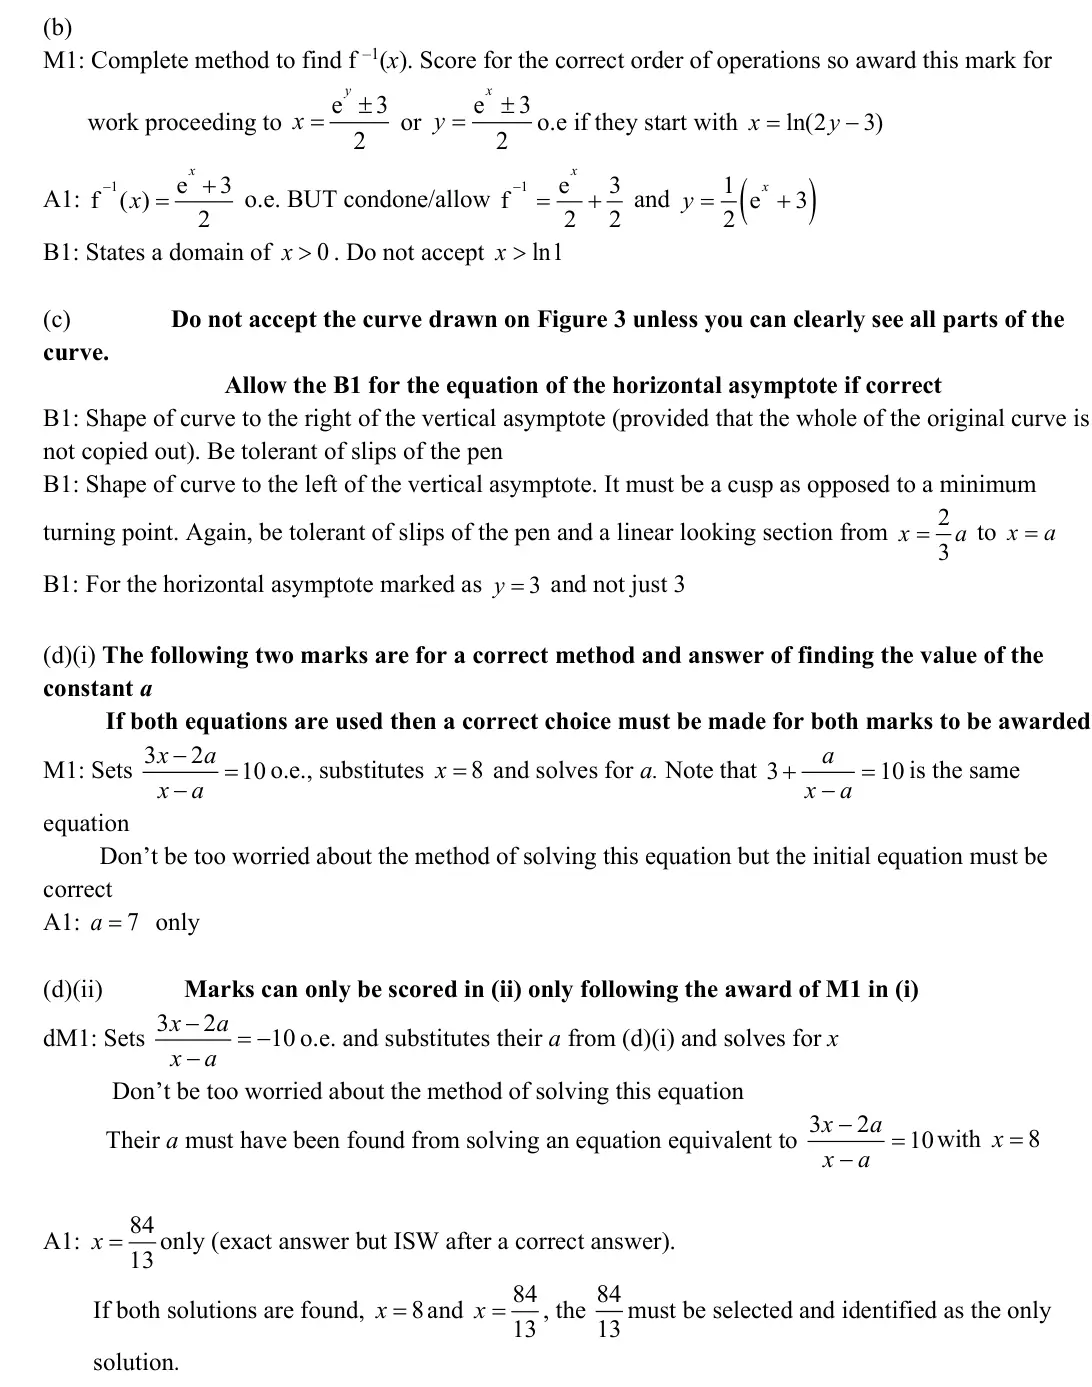 (b)
M1: Complete method to find f⁻¹(x). Score for the correct order of operations so award this mark for
work proceeding to x = (e^y ± 3)/2 or y = (e^x ± 3)/2 o.e if they start with x = ln(2y − 3)
A1: f⁻¹(x) = (e^x + 3)/2 o.e. BUT condone/allow f⁻¹ = e^x/2 + 3/2 and y = 1/2(e^x + 3)
B1: States a domain of x > 0. Do not accept x > ln1
(c) Do not accept the curve drawn on Figure 3 unless you can clearly see all parts of the
curve.
Allow the B1 for the equation of the horizontal asymptote if correct
B1: Shape of curve to the right of the vertical asymptote (provided that the whole of the original curve is
not copied out). Be tolerant of slips of the pen
B1: Shape of curve to the left of the vertical asymptote. It must be a cusp as opposed to a minimum
turning point. Again, be tolerant of slips of the pen and a linear looking section from x = 2/3 a to x = a
B1: For the horizontal asymptote marked as y = 3 and not just 3
(d)(i) The following two marks are for a correct method and answer of finding the value of the
constant a
If both equations are used then a correct choice must be made for both marks to be awarded
M1: Sets (3x − 2a)/(x − a) = 10 o.e., substitutes x = 8 and solves for a. Note that 3 + a/(x − a) = 10 is the same
equation
Don't be too worried about the method of solving this equation but the initial equation must be
correct
A1: a = 7 only
(d)(ii) Marks can only be scored in (ii) only following the award of M1 in (i)
dM1: Sets (3x − 2a)/(x − a) = −10 o.e. and substitutes their a from (d)(i) and solves for x
Don't be too worried about the method of solving this equation
Their a must have been found from solving an equation equivalent to (3x − 2a)/(x − a) = 10 with x = 8
A1: x = 84/13 only (exact answer but ISW after a correct answer).
If both solutions are found, x = 8 and x = 84/13, the 84/13 must be selected and identified as the only
solution.